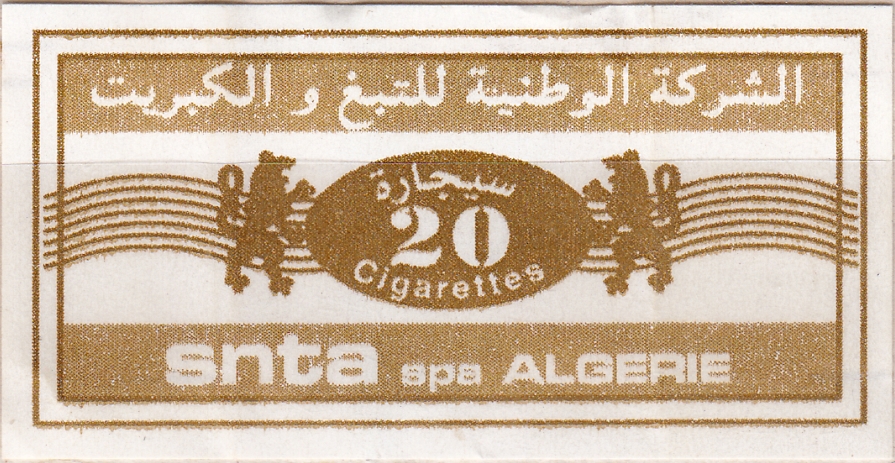 الشركة الوطنية للتبغ و الكبريت
سيجارة
20
Cigarettes
snta spa ALGERIE